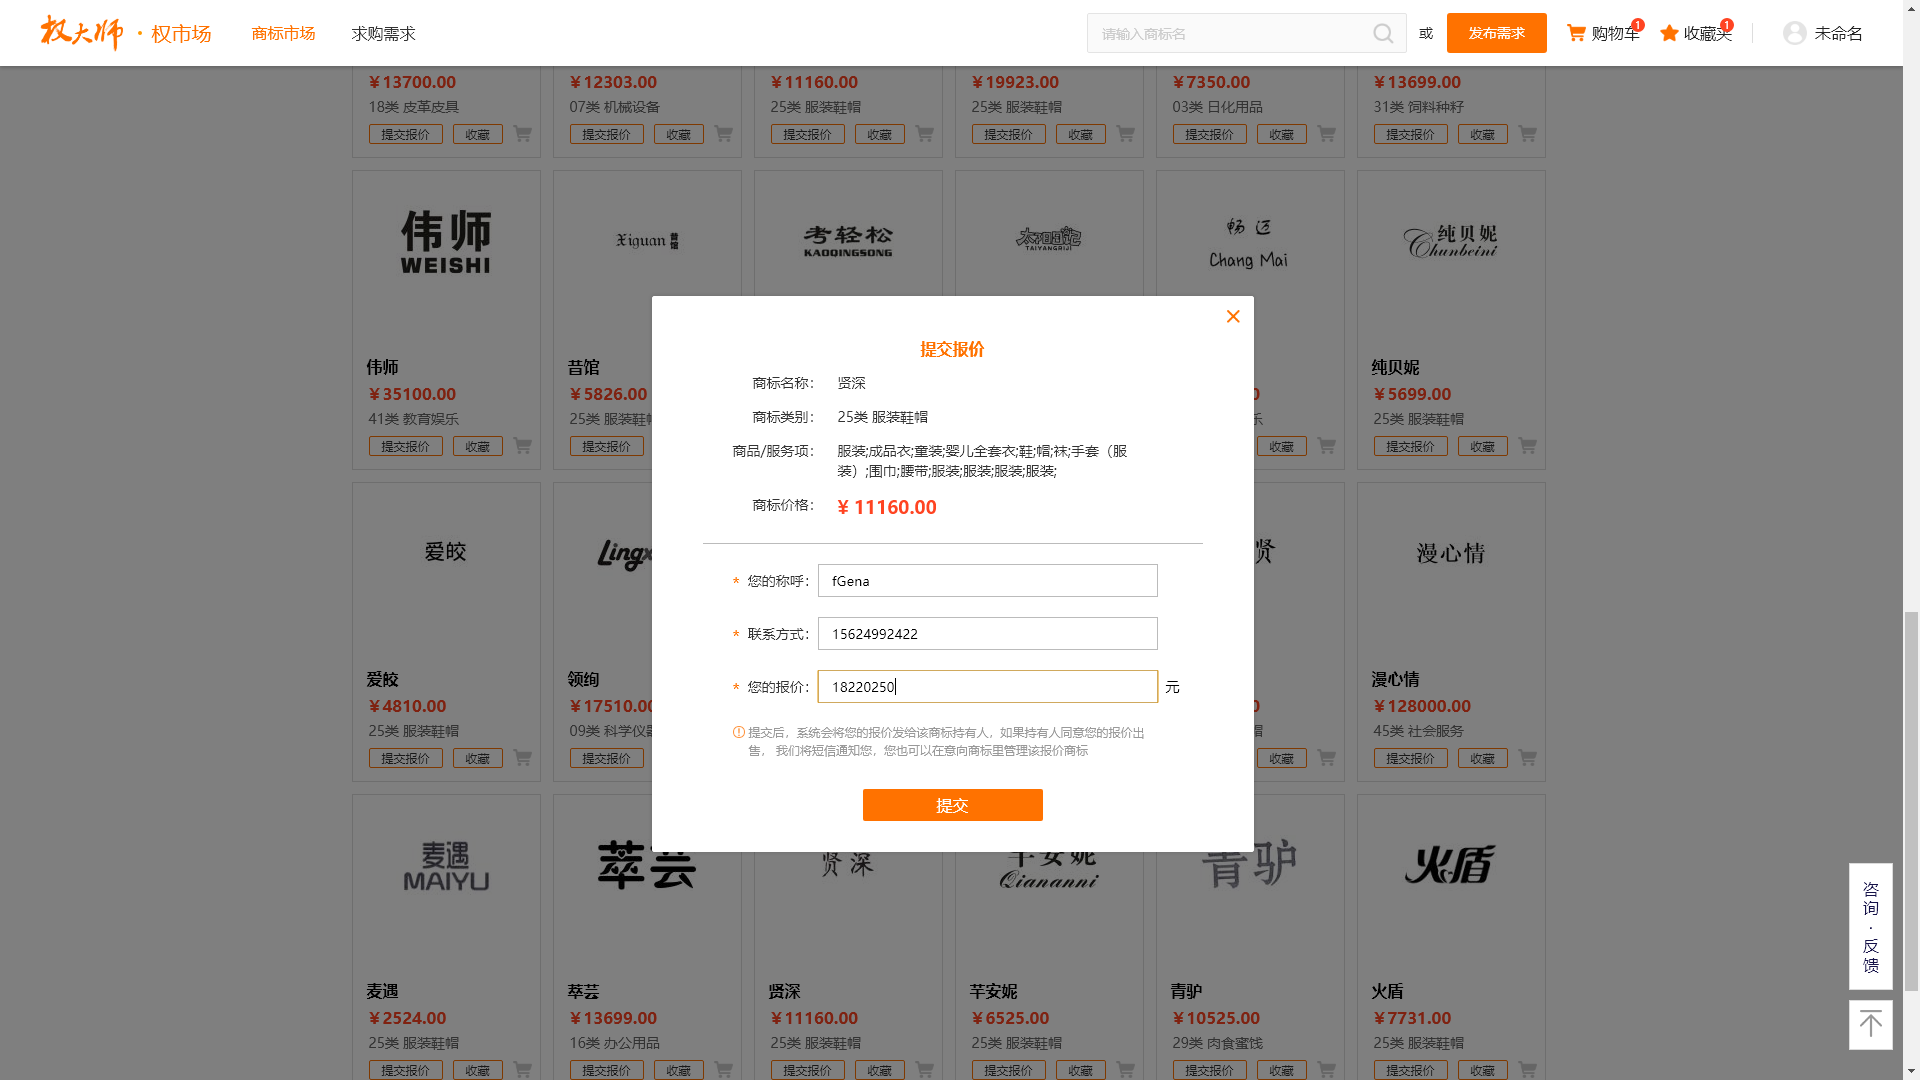 权大师 · 权市场 商标市场 求购需求 请输入商标名 或 发布需求 购物车 1 收藏夹 1 未命名
￥13700.00 ￥12303.00 ￥11160.00 ￥19923.00 ￥7350.00 ￥13699.00
18类 皮革皮具 07类 机械设备 25类 服装鞋帽 25类 服装鞋帽 03类 日化用品 31类 饲料种籽
提交报价 收藏 提交报价 收藏 提交报价 收藏 提交报价 收藏 提交报价 收藏 提交报价 收藏
伟师 Xiguan 昔馆 考轻松 太阳日记 畅迈 纯贝妮
WEISHI KAOQINGSONG TAIYANGRIJI Chang Mai Chunbeini
伟师 昔馆 纯贝妮
￥35100.00 ￥5826.00 ￥5699.00
41类 教育娱乐 25类 服装鞋帽 25类 服装鞋帽
提交报价 收藏 提交报价 收藏 提交报价 收藏
提交报价
商标名称： 贤深
商标类别： 25类 服装鞋帽
商品/服务项： 服装;成品衣;童装;婴儿全套衣;鞋;帽;袜;手套（服
装）;围巾;腰带;服装;服装;服装;服装;
商标价格： ¥ 11160.00
* 您的称呼： fGena
* 联系方式： 15624992422
* 您的报价： 18220250 元
提交后，系统会将您的报价发给该商标持有人，如果持有人同意您的报价出
售， 我们将短信通知您，您也可以在意向商标里管理该报价商标
提交
爱皎 贤 漫心情
爱皎 领绚 漫心情
￥4810.00 ￥17510.00 ￥128000.00
25类 服装鞋帽 09类 科学仪器 45类 社会服务
提交报价 收藏 提交报价 收藏 提交报价 收藏
麦遇 萃芸 贤深 芊安妮 青驴 火盾
MAIYU Qiananni
麦遇 萃芸 贤深 芊安妮 青驴 火盾
￥2524.00 ￥13699.00 ￥11160.00 ￥6525.00 ￥10525.00 ￥7731.00
25类 服装鞋帽 16类 办公用品 25类 服装鞋帽 25类 服装鞋帽 29类 肉食蜜饯 25类 服装鞋帽
提交报价 收藏 提交报价 收藏 提交报价 收藏 提交报价 收藏 提交报价 收藏 提交报价 收藏
咨询·反馈